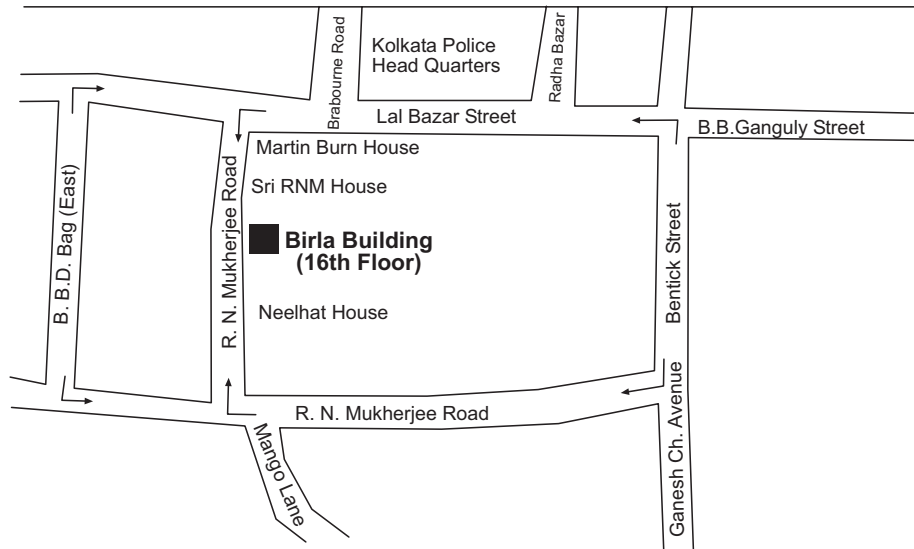 Brabourne Road
Kolkata Police
Head Quarters
Radha Bazar
Lal Bazar Street
B.B.Ganguly Street
Martin Burn House
Sri RNM House
B. B.D. Bag (East)
R. N. Mukherjee Road
Birla Building
(16th Floor)
Bentick Street
Neelhat House
R. N. Mukherjee Road
Mango Lane
Ganesh Ch. Avenue